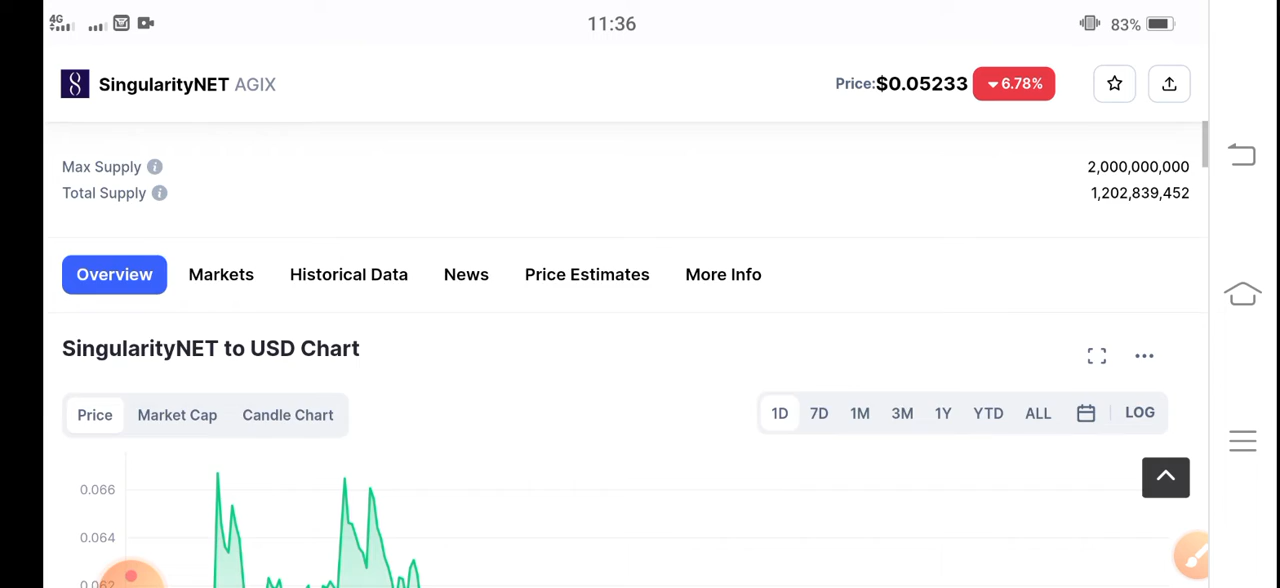 4G 11:36 83%
SingularityNET AGIX Price:$0.05233 6.78%
Max Supply 2,000,000,000
Total Supply 1,202,839,452
Overview Markets Historical Data News Price Estimates More Info
SingularityNET to USD Chart
Price Market Cap Candle Chart 1D 7D 1M 3M 1Y YTD ALL LOG
0.066
0.064
0.062